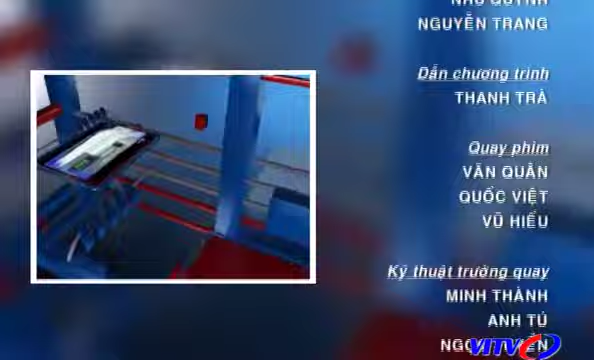 NGUYỄN TRANG
Dẫn chương trình
THANH TRÀ
Quay phim
VĂN QUÂN
QUỐC VIỆT
VŨ HIẾU
Kỹ thuật trường quay
MINH THÀNH
ANH TÚ
VITV